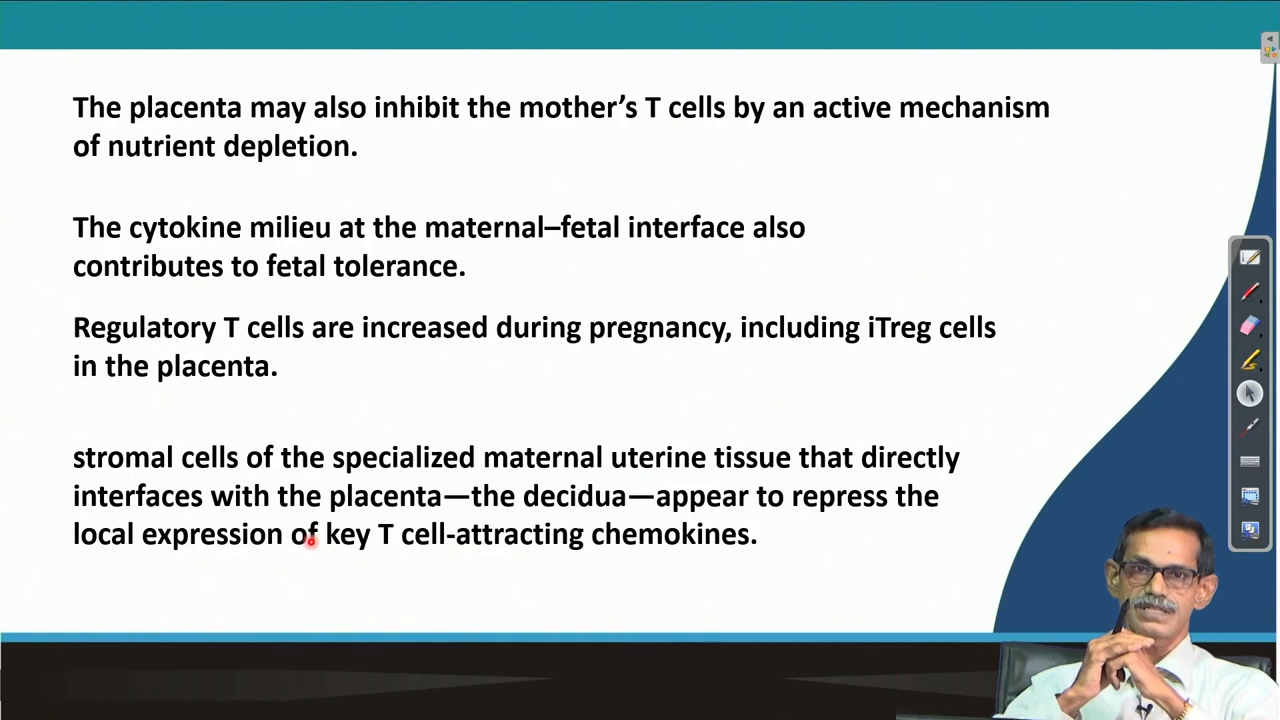 The placenta may also inhibit the mother’s T cells by an active mechanism
of nutrient depletion.
The cytokine milieu at the maternal–fetal interface also
contributes to fetal tolerance.
Regulatory T cells are increased during pregnancy, including iTreg cells
in the placenta.
stromal cells of the specialized maternal uterine tissue that directly
interfaces with the placenta—the decidua—appear to repress the
local expression of key T cell-attracting chemokines.